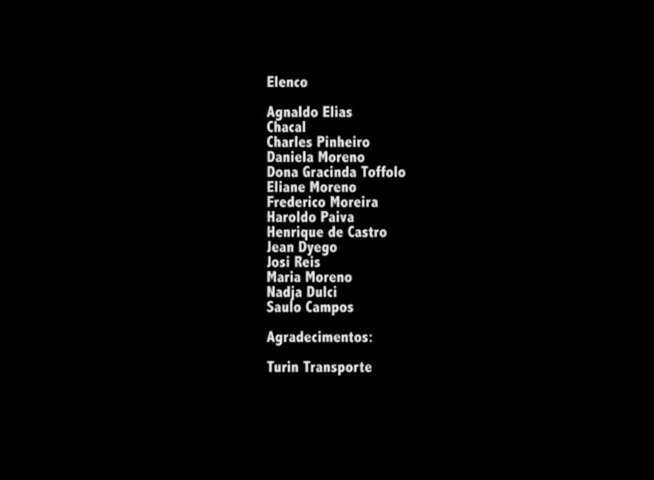 Elenco
Agnaldo Elias
Chacal
Charles Pinheiro
Daniela Moreno
Dona Gracinda Toffolo
Eliane Moreno
Frederico Moreira
Haroldo Paiva
Henrique de Castro
Jean Dyego
Josi Reis
Maria Moreno
Nadja Dulci
Saulo Campos
Agradecimentos:
Turin Transporte